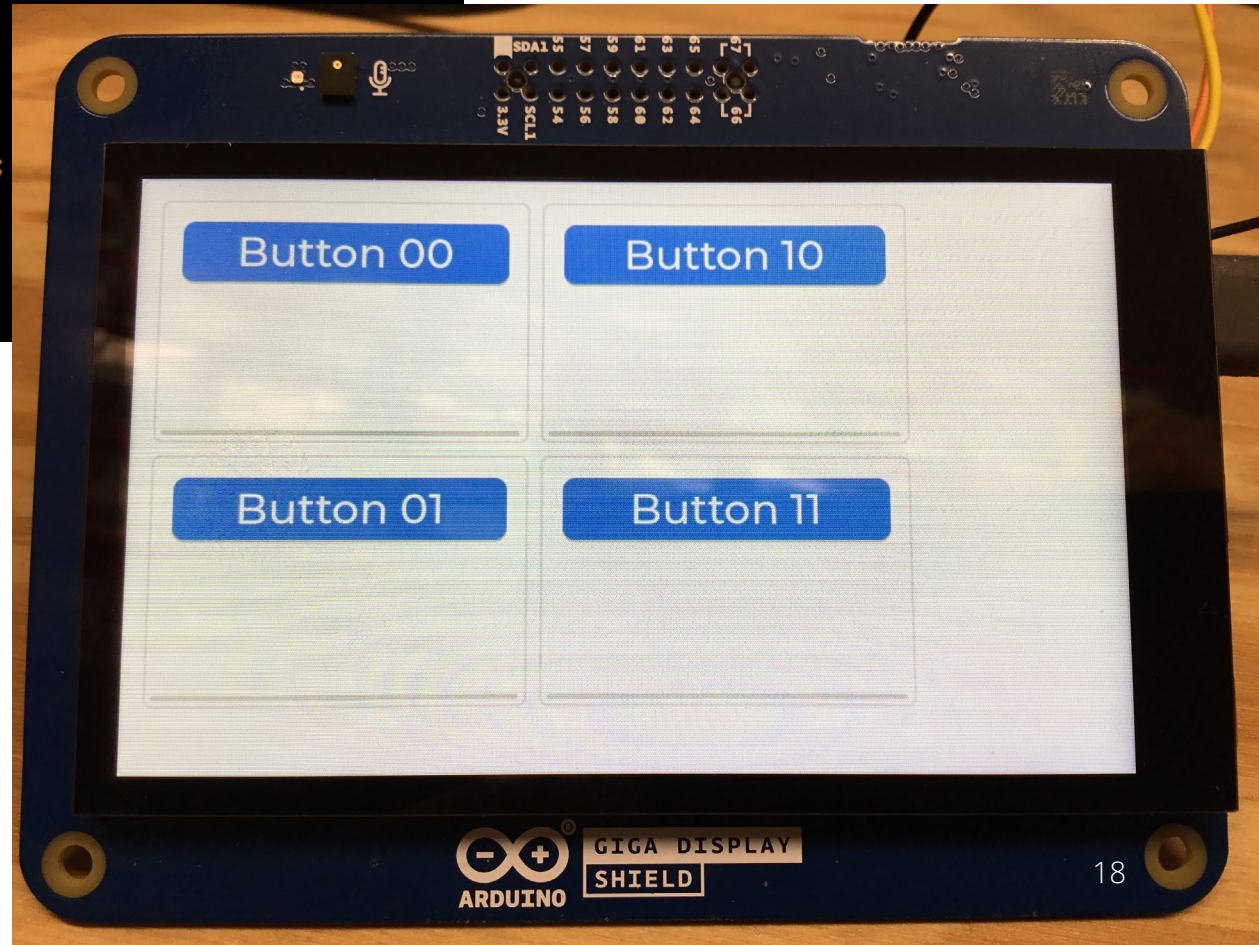 SDA1 55 57 59 61 63 65 67
3.3V SCL1 54 56 58 60 62 64 66
Button 00 Button 10
Button 01 Button 11
ARDUINO
GIGA DISPLAY
SHIELD
®
18